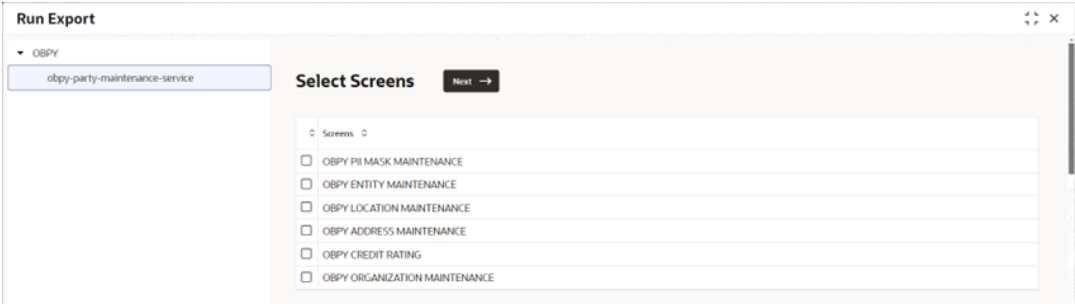 Run Export
OBPY
obpy-party-maintenance-service
Select Screens
Next
Screens
OBPY PII MASK MAINTENANCE
OBPY ENTITY MAINTENANCE
OBPY LOCATION MAINTENANCE
OBPY ADDRESS MAINTENANCE
OBPY CREDIT RATING
OBPY ORGANIZATION MAINTENANCE